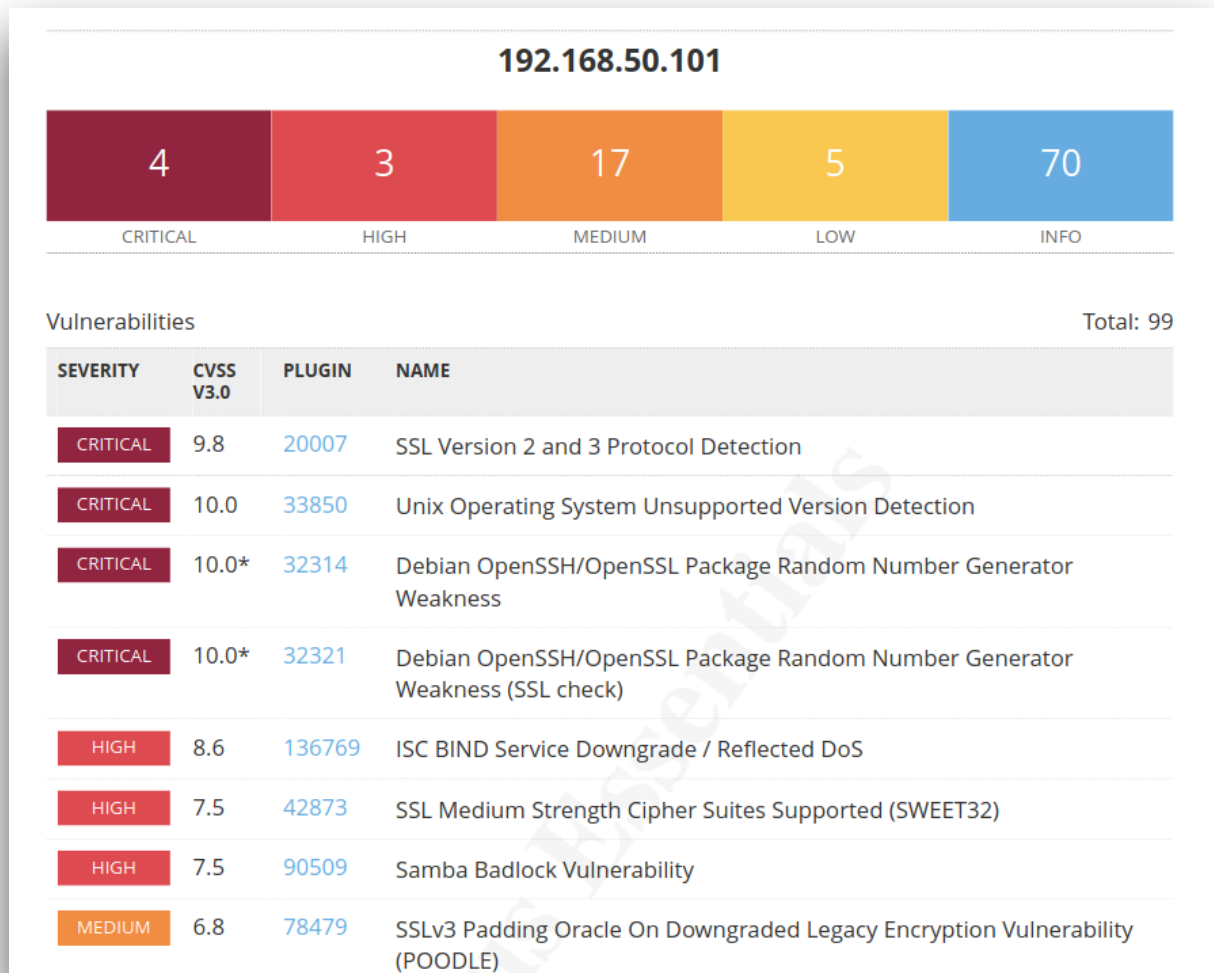 192.168.50.101
4 3 17 5 70
CRITICAL HIGH MEDIUM LOW INFO
Vulnerabilities Total: 99
SEVERITY CVSS V3.0 PLUGIN NAME
CRITICAL 9.8 20007 SSL Version 2 and 3 Protocol Detection
CRITICAL 10.0 33850 Unix Operating System Unsupported Version Detection
CRITICAL 10.0* 32314 Debian OpenSSH/OpenSSL Package Random Number Generator
Weakness
CRITICAL 10.0* 32321 Debian OpenSSH/OpenSSL Package Random Number Generator
Weakness (SSL check)
HIGH 8.6 136769 ISC BIND Service Downgrade / Reflected DoS
HIGH 7.5 42873 SSL Medium Strength Cipher Suites Supported (SWEET32)
HIGH 7.5 90509 Samba Badlock Vulnerability
MEDIUM 6.8 78479 SSLv3 Padding Oracle On Downgraded Legacy Encryption Vulnerability
(POODLE)
us Essentials